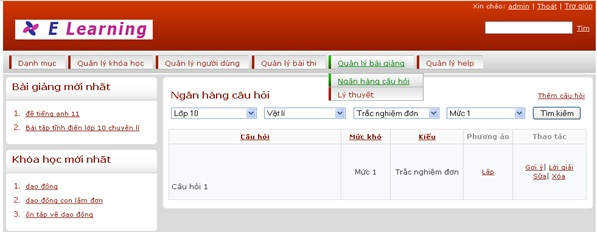 Xin chào: admin | Thoát | Trợ giúp
E Learning
Tìm
Danh mục
Quản lý khóa học
Quản lý người dùng
Quản lý bài thi
Quản lý bài giảng
Quản lý help
Ngân hàng câu hỏi
Lý thuyết
Bài giảng mới nhất
1. đề tiếng anh 11
2. Bài tập tĩnh điện lớp 10 chuyên lí
Khóa học mới nhất
1. dao động
2. dao động con lắm đơn
3. ôn tập về dao động
Ngân hàng câu hỏi
Thêm câu hỏi
Lớp 10
Vật lí
Trắc nghiệm đơn
Mức 1
Tìm kiếm
Câu hỏi
Mức khó
Kiểu
Phương án
Thao tác
Câu hỏi 1
Mức 1
Trắc nghiệm đơn
Lấp
Gợi ý| Lời giải
Sửa| Xóa